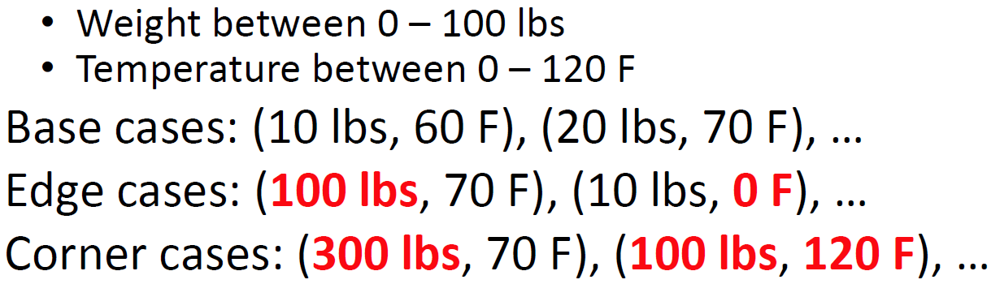 • Weight between 0 – 100 lbs
• Temperature between 0 – 120 F
Base cases: (10 lbs, 60 F), (20 lbs, 70 F), …
Edge cases: (100 lbs, 70 F), (10 lbs, 0 F), …
Corner cases: (300 lbs, 70 F), (100 lbs, 120 F), …